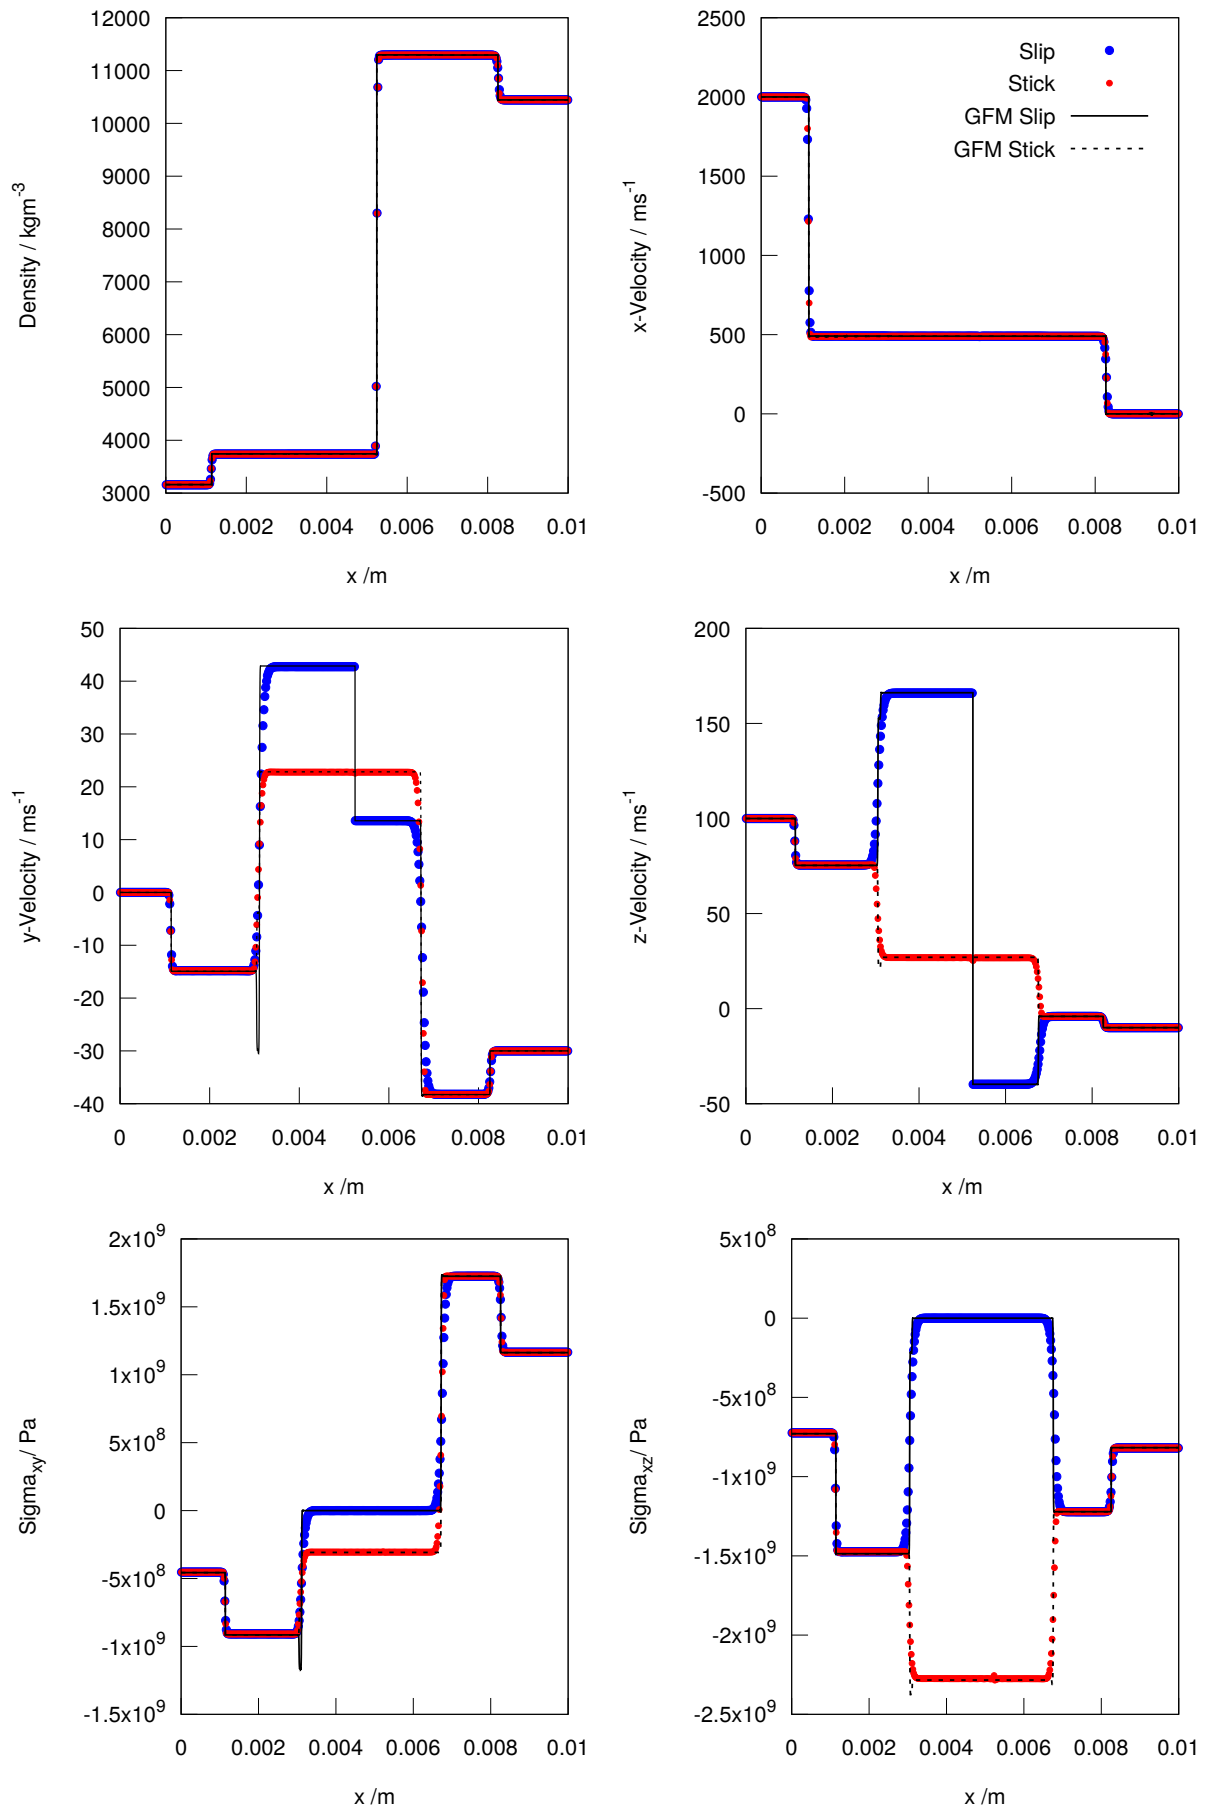 12000
11000
10000
9000
8000
7000
6000
5000
4000
3000
0 0.002 0.004 0.006 0.008 0.01
Density / kgm-3
x /m
2500
2000
1500
1000
500
0
-500
0 0.002 0.004 0.006 0.008 0.01
x-Velocity / ms-1
x /m
Slip
Stick
GFM Slip
GFM Stick
50
40
30
20
10
0
-10
-20
-30
-40
0 0.002 0.004 0.006 0.008 0.01
y-Velocity / ms-1
x /m
200
150
100
50
0
-50
0 0.002 0.004 0.006 0.008 0.01
z-Velocity / ms-1
x /m
2x10^9
1.5x10^9
1x10^9
5x10^8
0
-5x10^8
-1x10^9
-1.5x10^9
0 0.002 0.004 0.006 0.008 0.01
Sigma_xy/ Pa
x /m
5x10^8
0
-5x10^8
-1x10^9
-1.5x10^9
-2x10^9
-2.5x10^9
0 0.002 0.004 0.006 0.008 0.01
Sigma_xz/ Pa
x /m